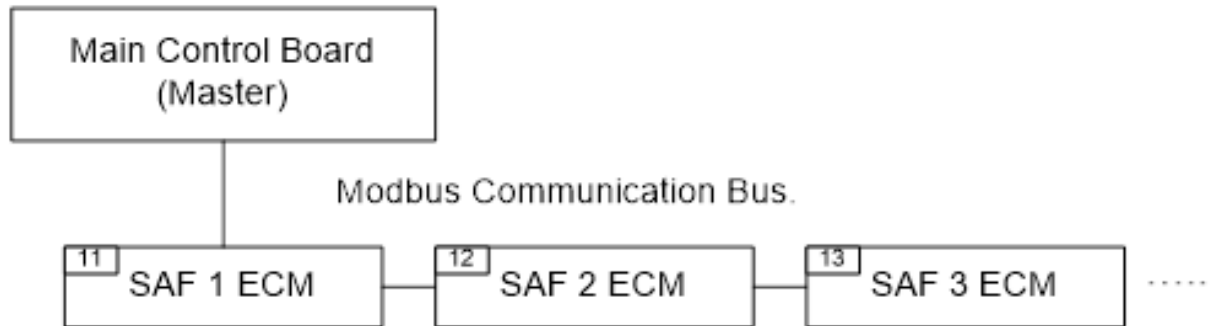 Main Control Board
(Master)
Modbus Communication Bus.
11
SAF 1 ECM
12
SAF 2 ECM
13
SAF 3 ECM
.....